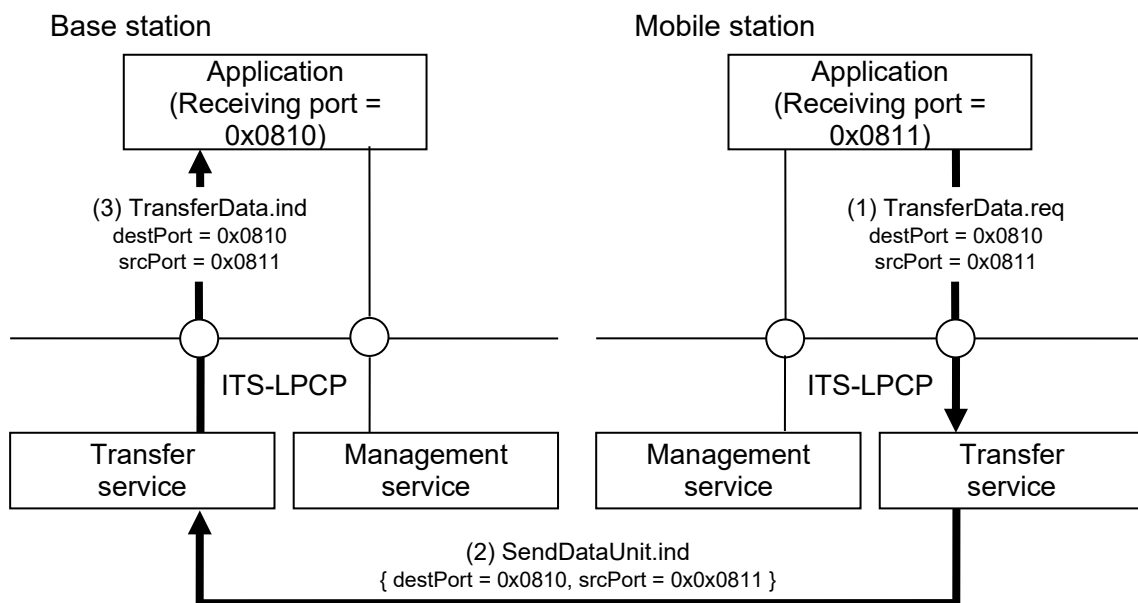 Base station
Mobile station
Application
(Receiving port =
0x0810)
Application
(Receiving port =
0x0811)
(3) TransferData.ind
destPort = 0x0810
srcPort = 0x0811
(1) TransferData.req
destPort = 0x0810
srcPort = 0x0811
ITS-LPCP
ITS-LPCP
Transfer
service
Management
service
Management
service
Transfer
service
(2) SendDataUnit.ind
{ destPort = 0x0810, srcPort = 0x0x0811 }